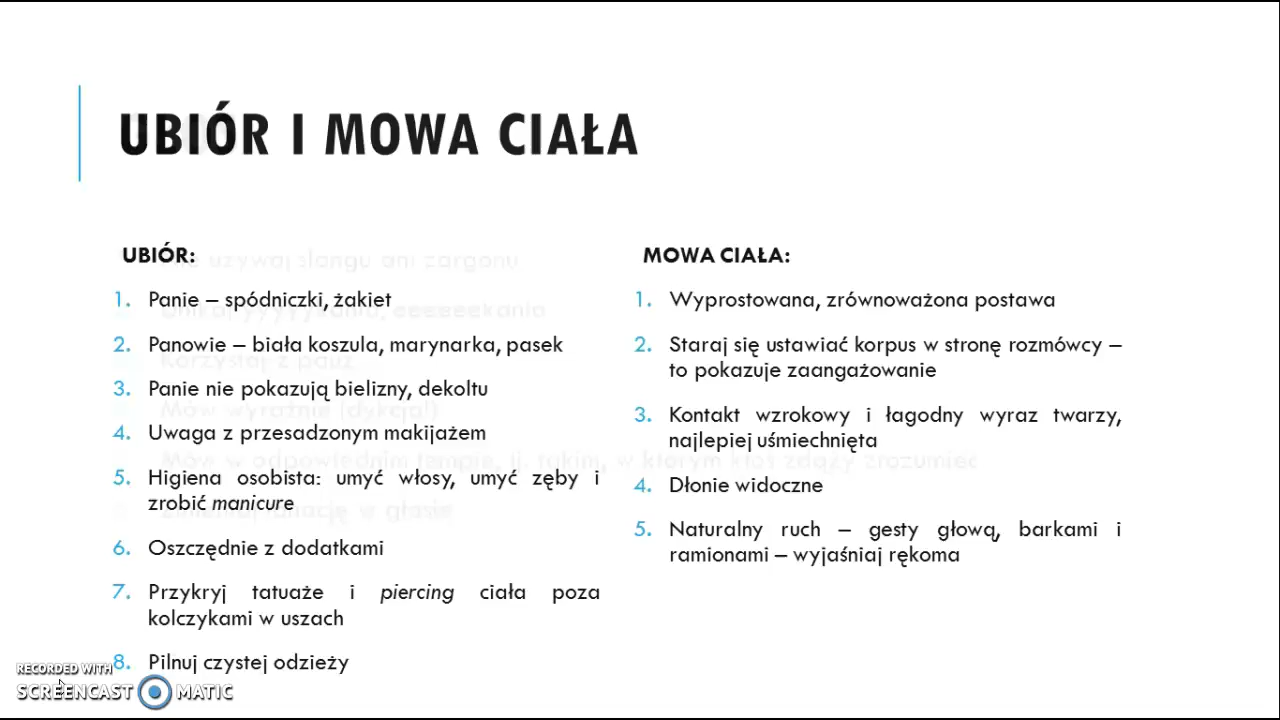 UBIÓR I MOWA CIAŁA
UBIÓR:
1. Panie – spódniczki, żakiet
2. Panowie – biała koszula, marynarka, pasek
3. Panie nie pokazują bielizny, dekoltu
4. Uwaga z przesadzonym makijażem
5. Higiena osobista: umyć włosy, umyć zęby i
zrobić manicure
6. Oszczędnie z dodatkami
7. Przykryj tatuaże i piercing ciała poza
kolczykami w uszach
8. Pilnuj czystej odzieży
MOWA CIAŁA:
1. Wyprostowana, zrównoważona postawa
2. Staraj się ustawiać korpus w stronę rozmówcy –
to pokazuje zaangażowanie
3. Kontakt wzrokowy i łagodny wyraz twarzy,
najlepiej uśmiechnięta
4. Dłonie widoczne
5. Naturalny ruch – gesty głową, barkami i
ramionami – wyjaśniaj rękoma
RECORDED WITH
SCREENCAST MATIC